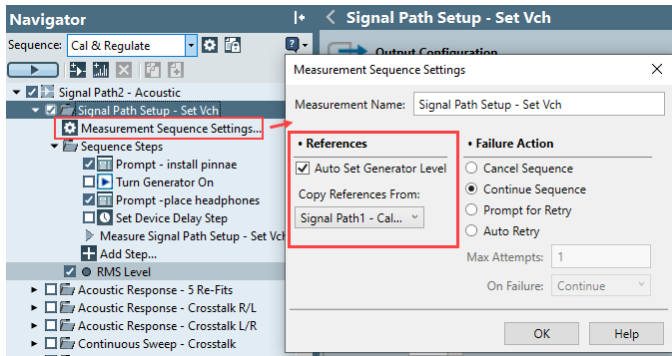 Navigator
Signal Path Setup - Set Vch
Sequence: Cal & Regulate
Output Configuration
Signal Path2 - Acoustic
Signal Path Setup - Set Vch
Measurement Sequence Settings...
Sequence Steps
Prompt - install pinnae
Turn Generator On
Prompt -place headphones
Set Device Delay Step
Measure Signal Path Setup - Set Vch
Add Step...
RMS Level
Acoustic Response - 5 Re-Fits
Acoustic Response - Crosstalk R/L
Acoustic Response - Crosstalk L/R
Continuous Sweep - Crosstalk
Measurement Sequence Settings
Measurement Name: Signal Path Setup - Set Vch
• References
Auto Set Generator Level
Copy References From:
Signal Path1 - Cal...
• Failure Action
Cancel Sequence
Continue Sequence
Prompt for Retry
Auto Retry
Max Attempts: 1
On Failure: Continue
OK
Help